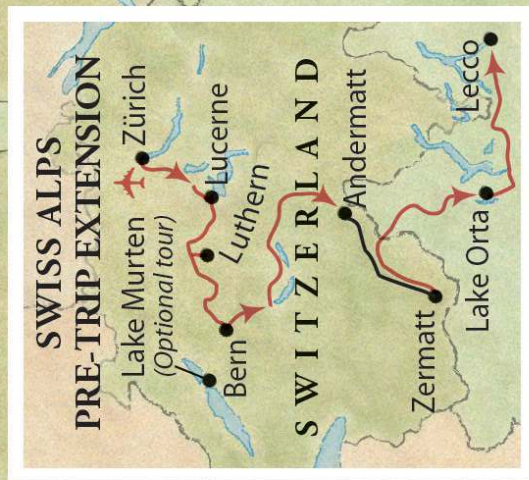 SWISS ALPS
PRE-TRIP EXTENSION
Zürich
Lake Murten
(Optional tour)
Lucerne
Luthern
Bern
SWITZERLAND
Andermatt
Zermatt
Lake Orta
Lecco